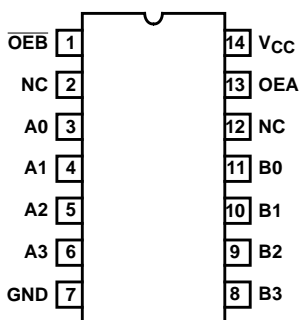 O̅E̅B̅ 1 14 VCC
NC 2 13 OEA
A0 3 12 NC
A1 4 11 B0
A2 5 10 B1
A3 6 9 B2
GND 7 8 B3